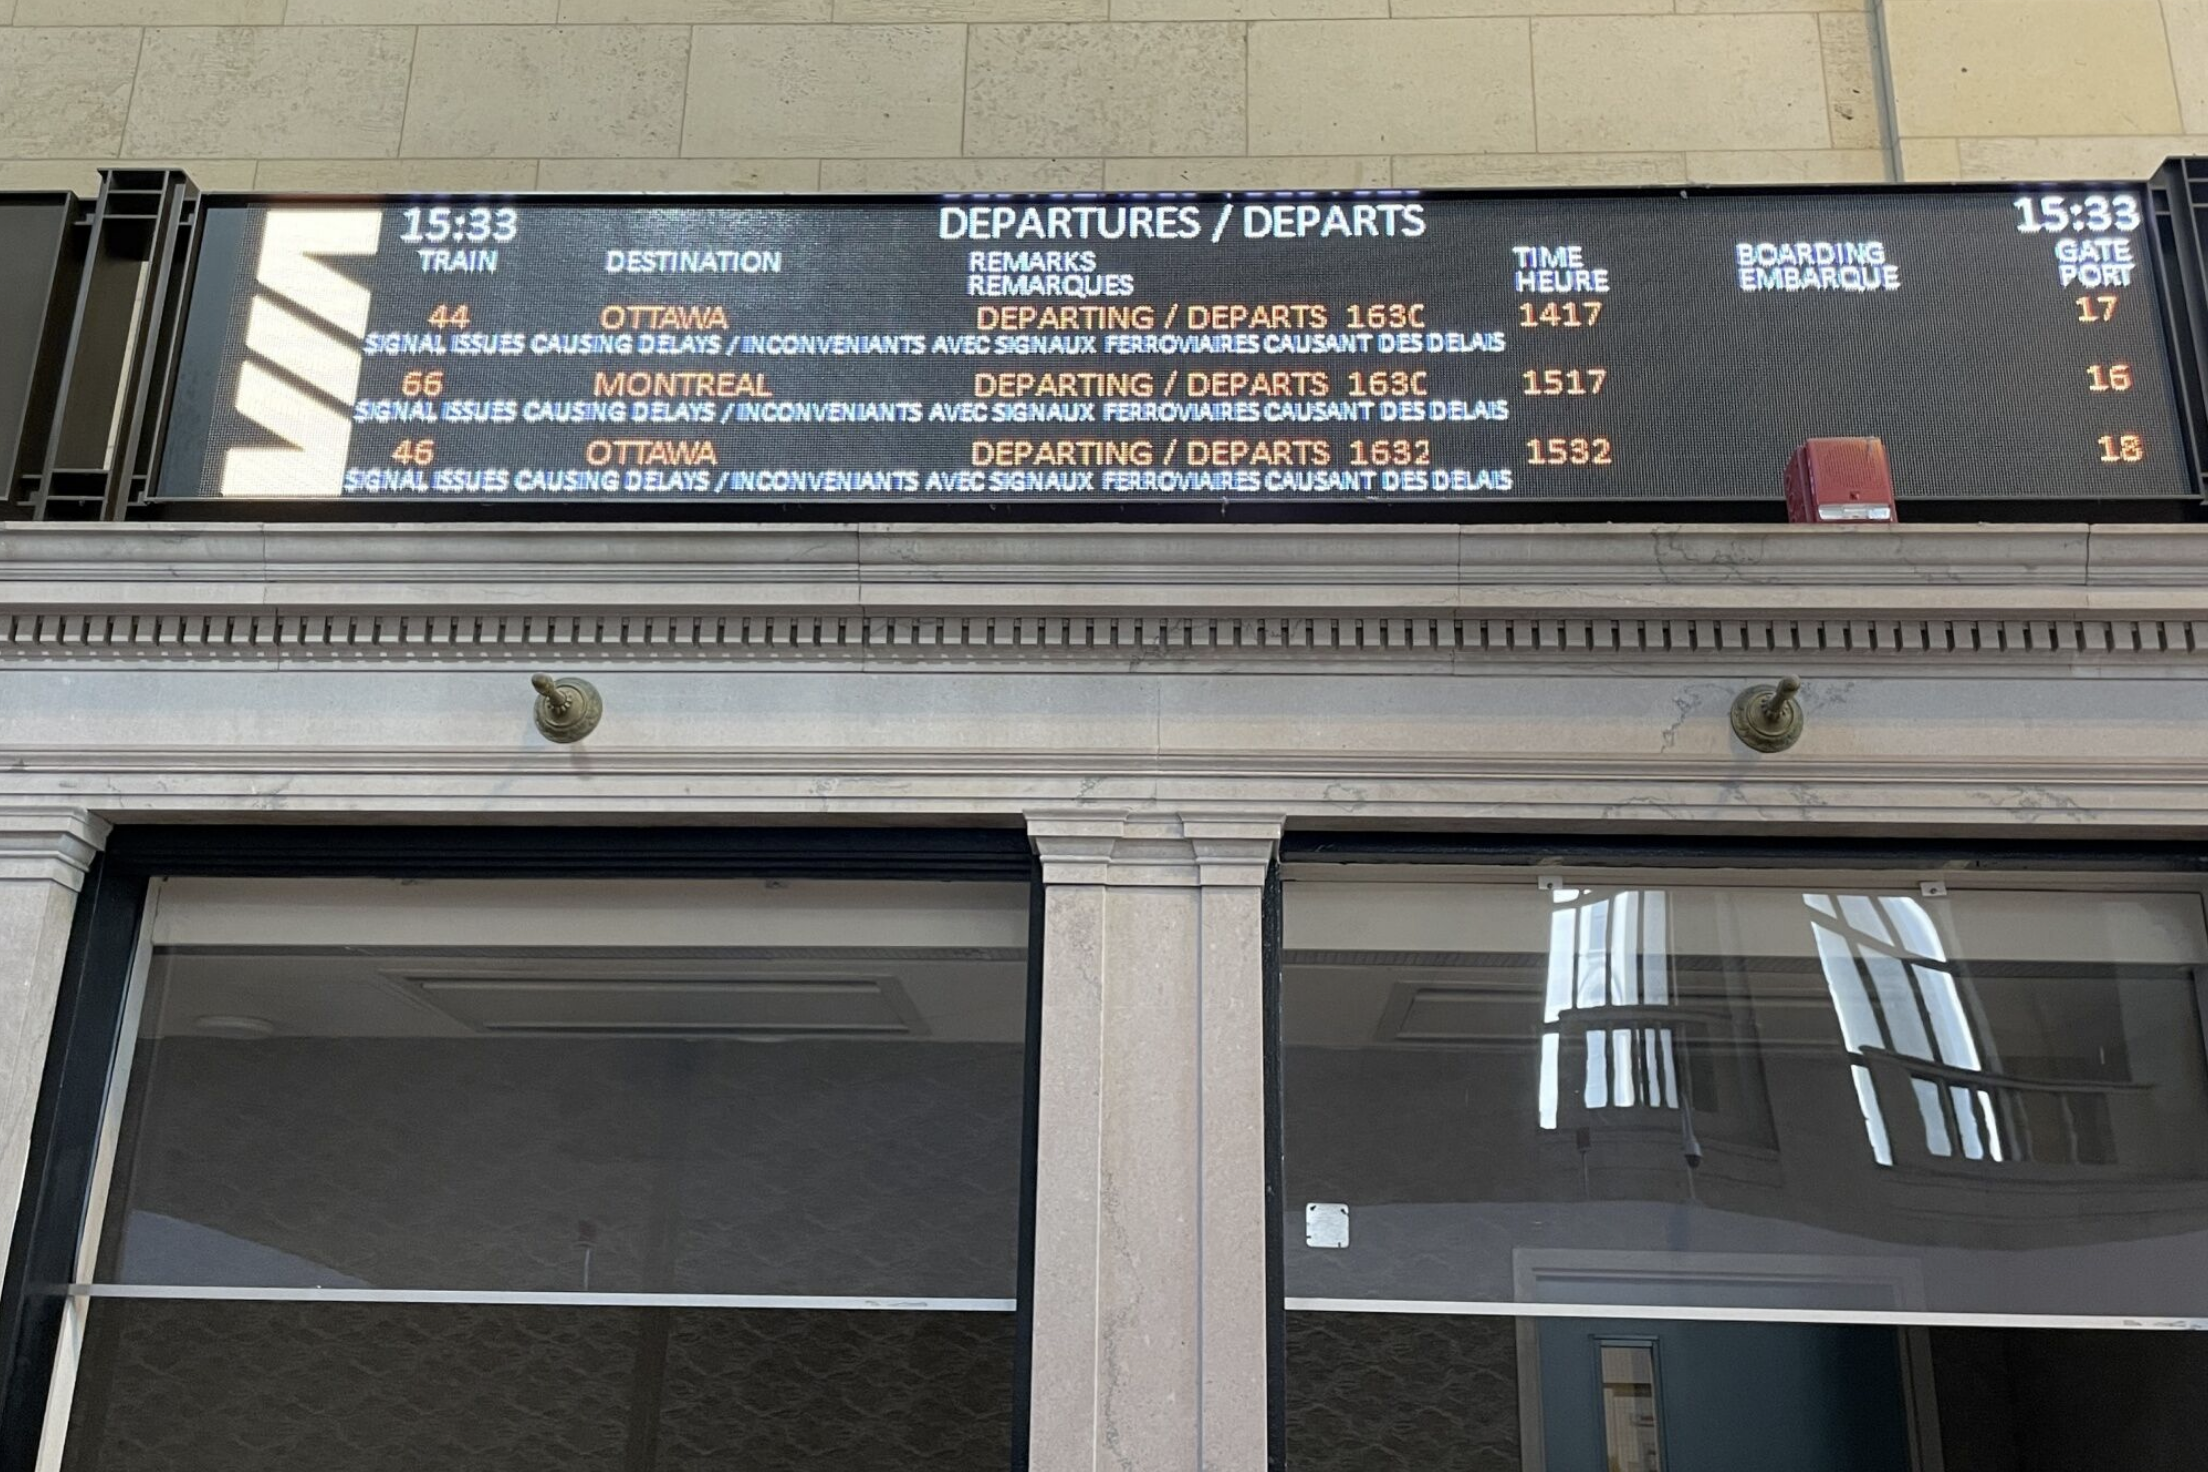 15:33 DEPARTURES / DEPARTS 15:33
TRAIN DESTINATION REMARKS TIME BOARDING GATE
REMARQUES HEURE EMBARQUE PORT
44 OTTAWA DEPARTING / DEPARTS 1630 1417 17
SIGNAL ISSUES CAUSING DELAYS / INCONVENIANTS AVEC SIGNAUX FERROVIAIRES CAUSANT DES DELAIS
66 MONTREAL DEPARTING / DEPARTS 1630 1517 16
SIGNAL ISSUES CAUSING DELAYS / INCONVENIANTS AVEC SIGNAUX FERROVIAIRES CAUSANT DES DELAIS
46 OTTAWA DEPARTING / DEPARTS 1632 1532 18
SIGNAL ISSUES CAUSING DELAYS / INCONVENIANTS AVEC SIGNAUX FERROVIAIRES CAUSANT DES DELAIS
VIA